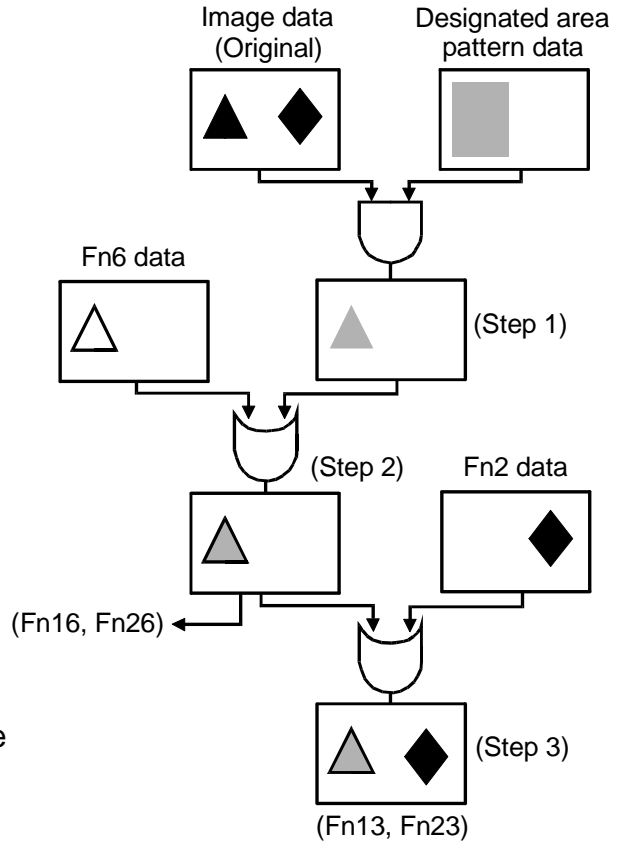 Image data
(Original)
Designated area
pattern data
Fn6 data
(Step 1)
(Step 2)
Fn2 data
(Fn16, Fn26)
e
(Step 3)
(Fn13, Fn23)